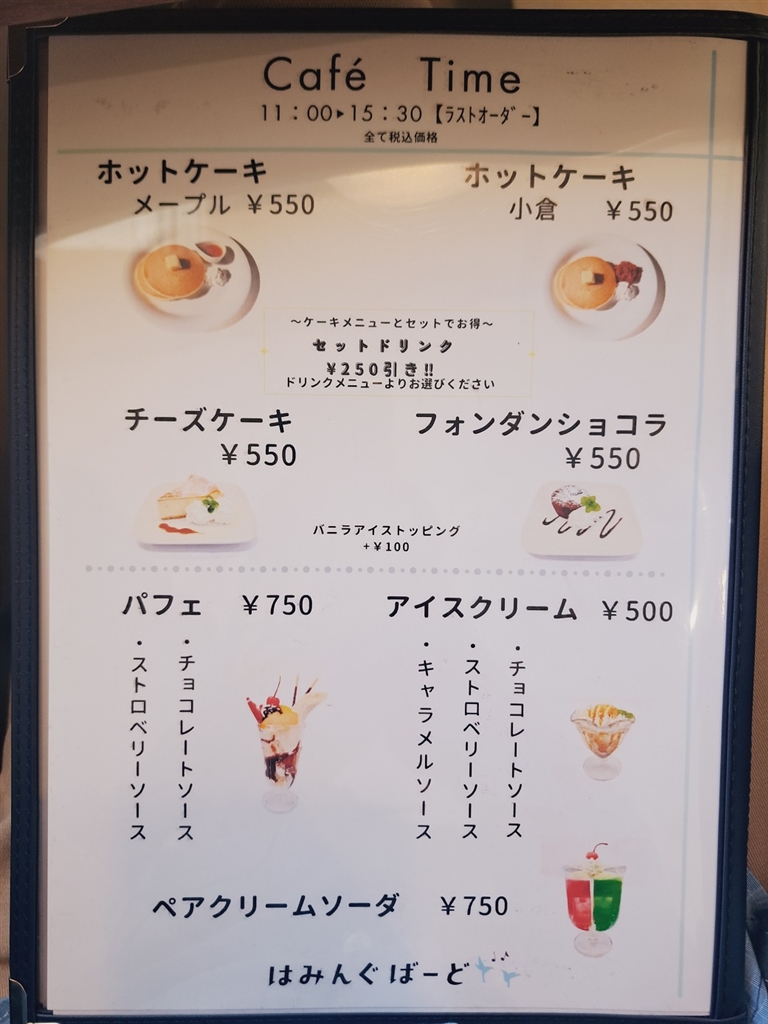 Café Time
11：00▸15：30【ﾗｽﾄｵｰﾀﾞｰ】
全て税込価格
ホットケーキ
メープル ￥550
ホットケーキ
小倉 ￥550
～ケーキメニューとセットでお得～
セットドリンク
￥250引き!!
ドリンクメニューよりお選びください
チーズケーキ
￥550
フォンダンショコラ
￥550
バニラアイストッピング
+￥100
パフェ ￥750
・チョコレートソース
・ストロベリーソース
アイスクリーム ￥500
・チョコレートソース
・ストロベリーソース
・キャラメルソース
ペアクリームソーダ ￥750
はみんぐばーど